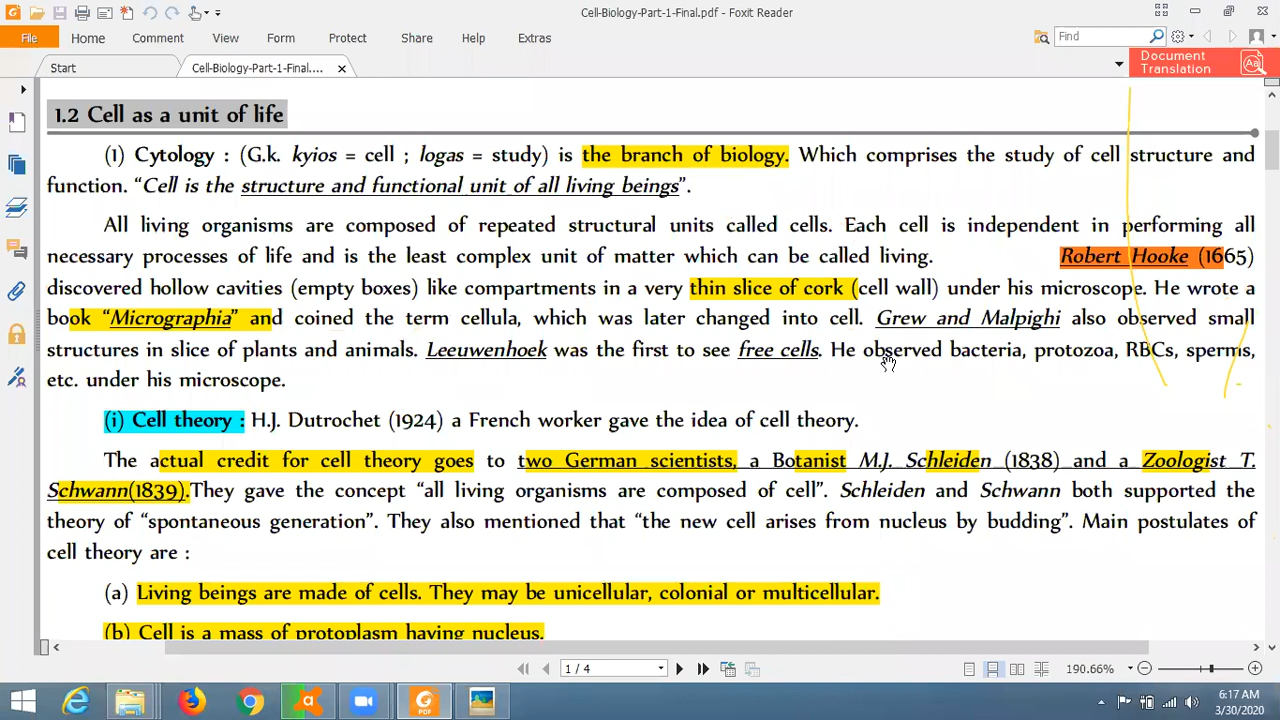 Cell-Biology-Part-1-Final.pdf - Foxit Reader
File Home Comment View Form Protect Share Help Extras Find
Start Cell-Biology-Part-1-Final.... Document Translation
1.2 Cell as a unit of life
(1) Cytology : (G.k. kyios = cell ; logas = study) is the branch of biology. Which comprises the study of cell structure and
function. “Cell is the structure and functional unit of all living beings”.
All living organisms are composed of repeated structural units called cells. Each cell is independent in performing all
necessary processes of life and is the leest complex unit of matter which can be called living. Robert Hooke (1665)
discovered hollow cavities (empty boxes) like compartments in a very thin slice of cork (cell wall) under his microscope. He wrote a
book “Micrographia” and coined the term cellula, which was later changed into cell. Grew and Malpighi also observed small
structures in slice of plants and animals. Leeuwenhoek was the first to see free cells. He observed bacteria, protozoa, RBCs, sperms,
etc. under his microscope.
(i) Cell theory : H.J. Dutrochet (1924) a French worker gave the idea of cell theory.
The actual credit for cell theory goes to two German scientists, a Botanist M.J. Schleiden (1838) and a Zoologist T.
Schwann(1839).They gave the concept “all living organisms are composed of cell”. Schleiden and Schwann both supported the
theory of “spontaneous generation”. They also mentioned that “the new cell arises from nucleus by budding”. Main postulates of
cell theory are :
(a) Living beings are made of cells. They may be unicellular, colonial or multicellular.
(b) Cell is a mass of protoplasm having nucleus.
1 / 4 190.66%
6:17 AM
3/30/2020